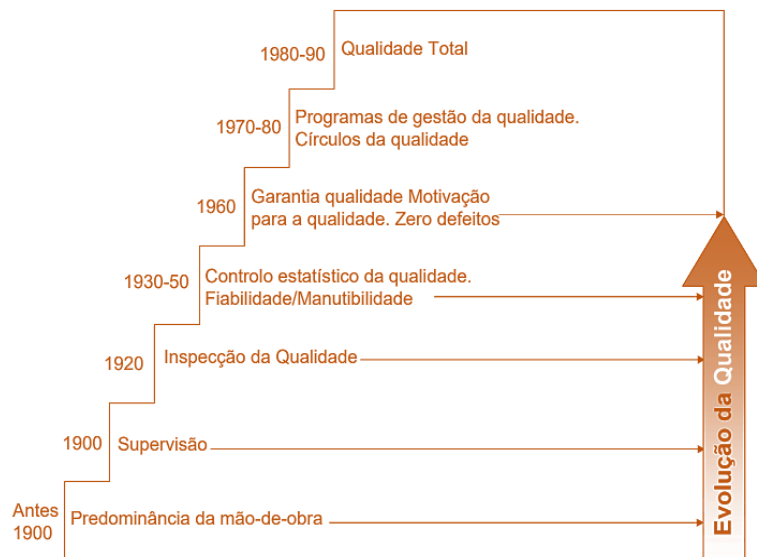 1980-90
Qualidade Total
1970-80
Programas de gestão da qualidade.
Círculos da qualidade
1960
Garantia qualidade Motivação
para a qualidade. Zero defeitos
1930-50
Controlo estatístico da qualidade.
Fiabilidade/Manutibilidade
1920
Inspecção da Qualidade
1900
Supervisão
Antes
1900
Predominância da mão-de-obra
Evolução da Qualidade